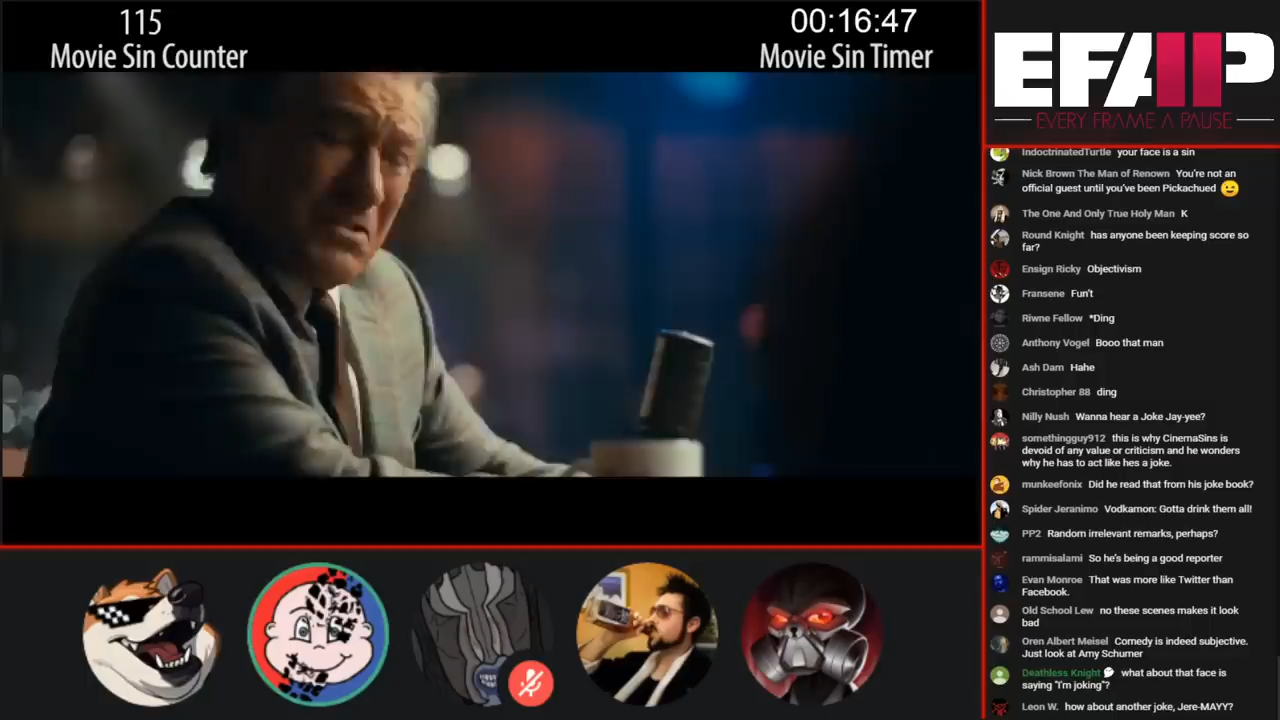 115
Movie Sin Counter
00:16:47
Movie Sin Timer
EFAP
EVERY FRAME A PAUSE
IndoctrinatedTurtle your face is a sin
Nick Brown The Man of Renown You're not an
official guest until you've been Pickachued 😉
The One And Only True Holy Man K
Round Knight has anyone been keeping score so
far?
Ensign Ricky Objectivism
Fransene Fun't
Riwne Fellow *Ding
Anthony Vogel Booo that man
Ash Dam Hahe
Christopher 88 ding
Nilly Nush Wanna hear a Joke Jay-yee?
somethingguy912 this is why CinemaSins is
devoid of any value or criticism and he wonders
why he has to act like hes a joke.
munkeefonix Did he read that from his joke book?
Spider Jeranimo Vodkamon: Gotta drink them all!
PP2 Random irrelevant remarks, perhaps?
rammisalami So he's being a good reporter
Evan Monroe That was more like Twitter than
Facebook.
Old School Lew no these scenes makes it look
bad
Oren Albert Meisel Comedy is indeed subjective.
Just look at Amy Schumer
Deathless Knight what about that face is
saying "I'm joking"?
Leon W. how about another joke, Jere-MAYY?